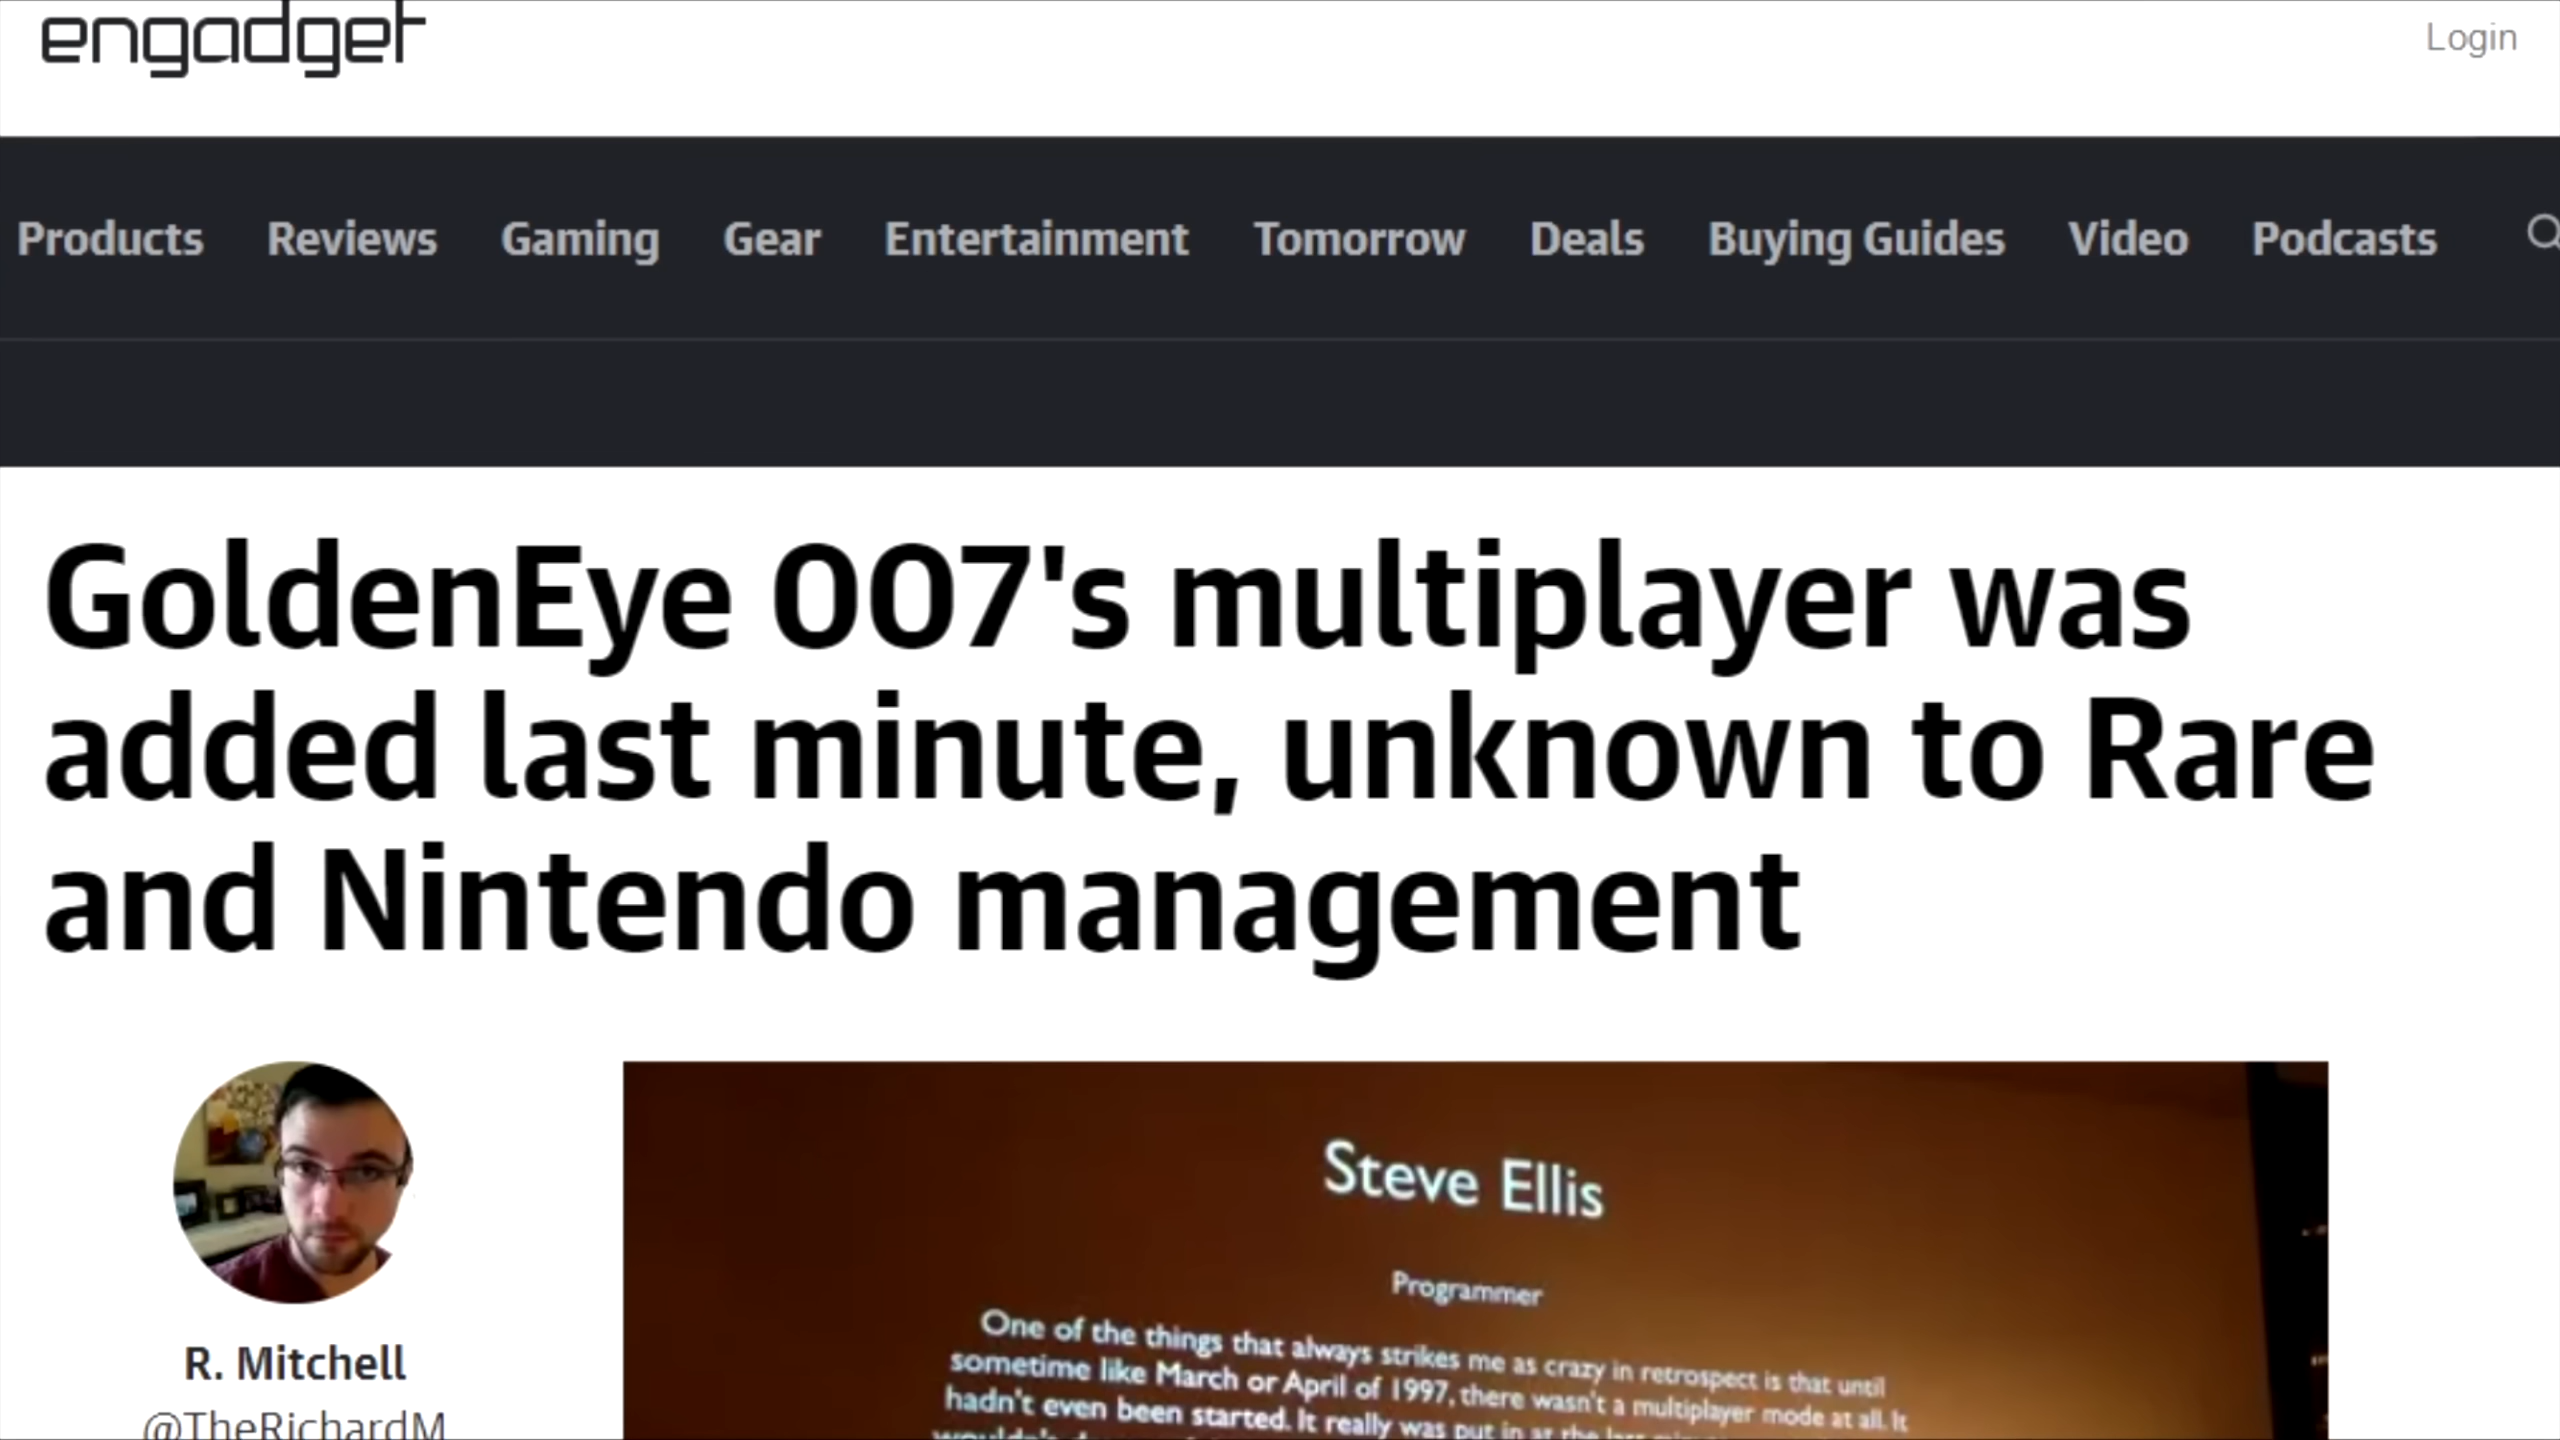 engadget
Login
Products Reviews Gaming Gear Entertainment Tomorrow Deals Buying Guides Video Podcasts
GoldenEye 007's multiplayer was
added last minute, unknown to Rare
and Nintendo management
Steve Ellis
Programmer
One of the things that always strikes me as crazy in retrospect is that until
sometime like March or April of 1997, there wasn't a multiplayer mode at all. It
hadn't even been started. It really was put in at the last
R. Mitchell
@TheRichardM